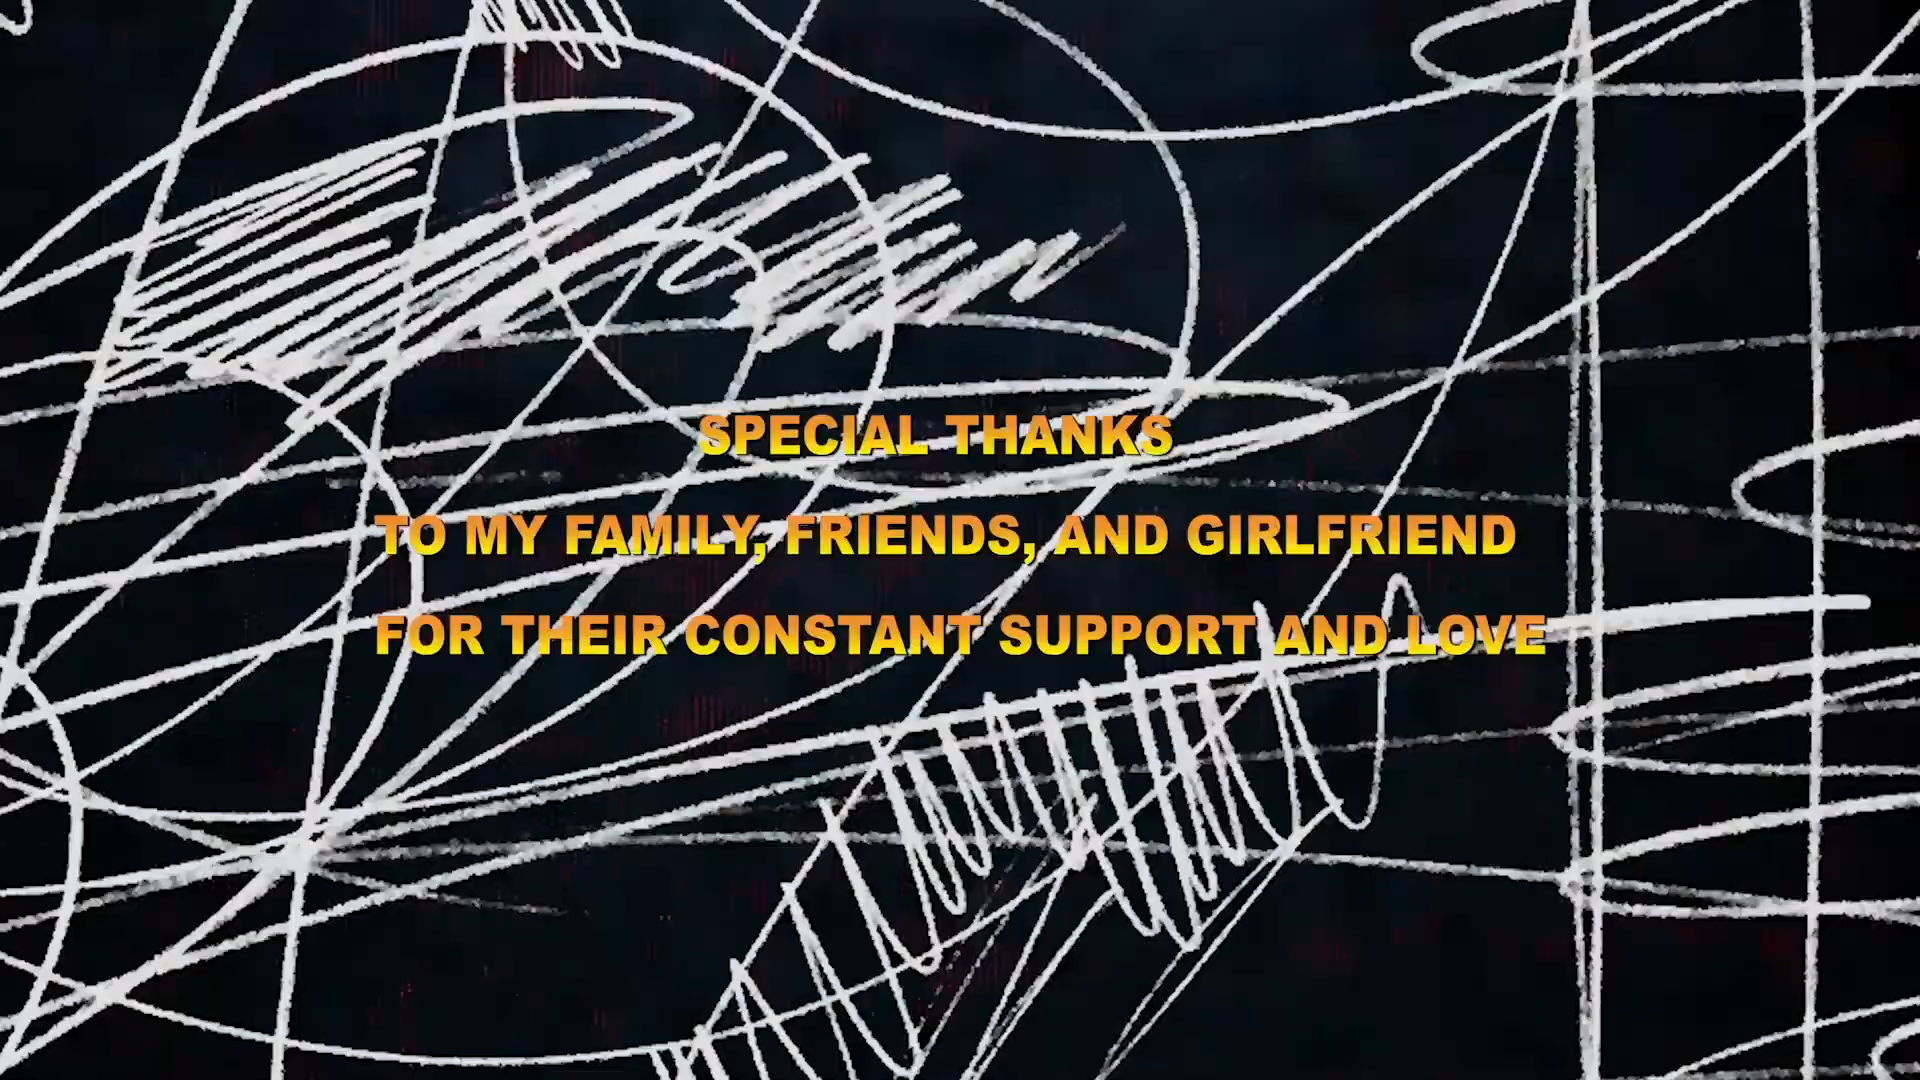 SPECIAL THANKS
TO MY FAMILY, FRIENDS, AND GIRLFRIEND
FOR THEIR CONSTANT SUPPORT AND LOVE